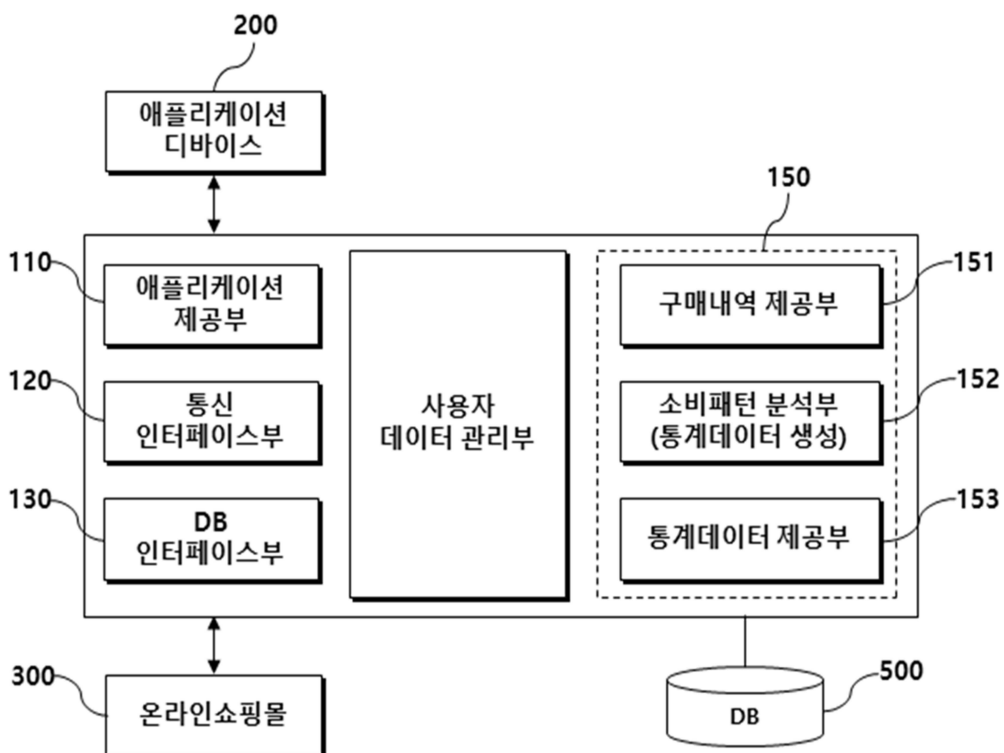 200
애플리케이션
디바이스
150
110
애플리케이션
제공부
구매내역 제공부
151
120
통신
인터페이스부
사용자
데이터 관리부
소비패턴 분석부
(통계데이터 생성)
152
130
DB
인터페이스부
통계데이터 제공부
153
300
온라인쇼핑몰
DB
500